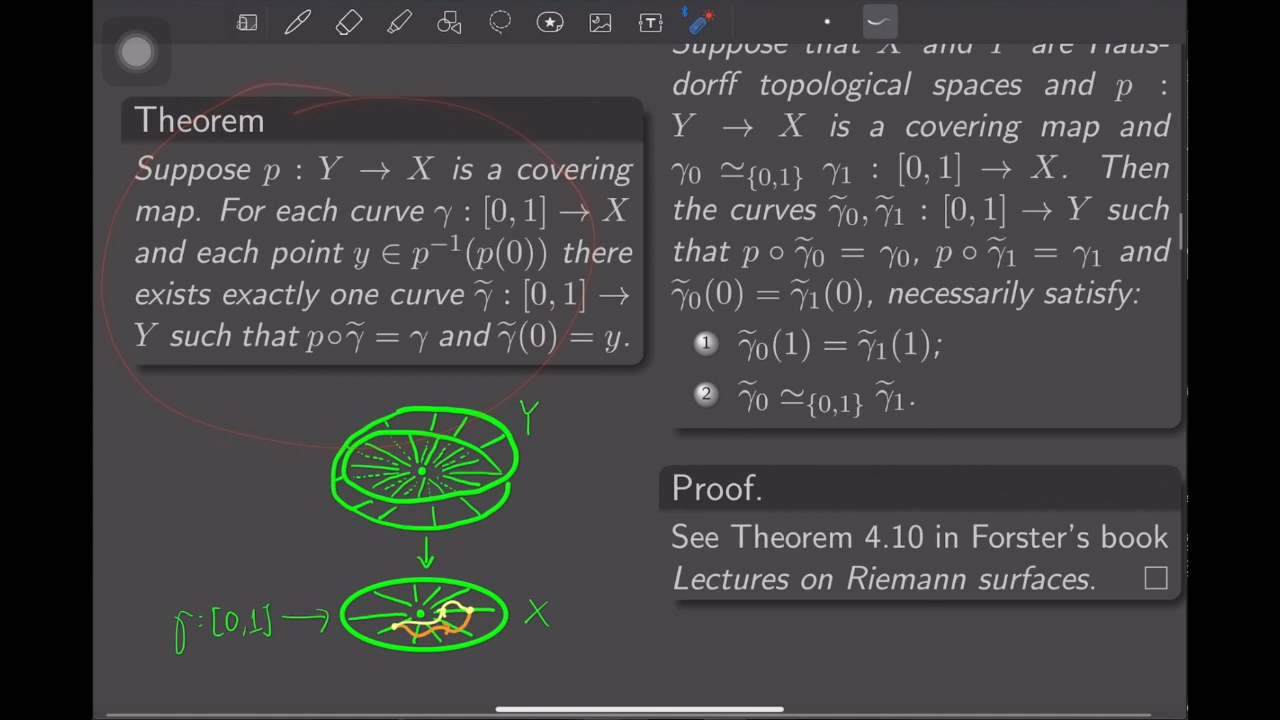 Theorem
Suppose p : Y → X is a covering
map. For each curve γ : [0, 1] → X
and each point y ∈ p⁻¹(p(0)) there
exists exactly one curve γ̃ : [0, 1] →
Y such that p∘γ̃ = γ and γ̃(0) = y.
Y
γ:[0,1] →
X
Suppose that X and Y are Haus-
dorff topological spaces and p :
Y → X is a covering map and
γ₀ ≃_{0,1} γ₁ : [0, 1] → X. Then
the curves γ̃₀, γ̃₁ : [0, 1] → Y such
that p ∘ γ̃₀ = γ₀, p ∘ γ̃₁ = γ₁ and
γ̃₀(0) = γ̃₁(0), necessarily satisfy:
1 γ̃₀(1) = γ̃₁(1);
2 γ̃₀ ≃_{0,1} γ̃₁.
Proof.
See Theorem 4.10 in Forster's book
Lectures on Riemann surfaces. □